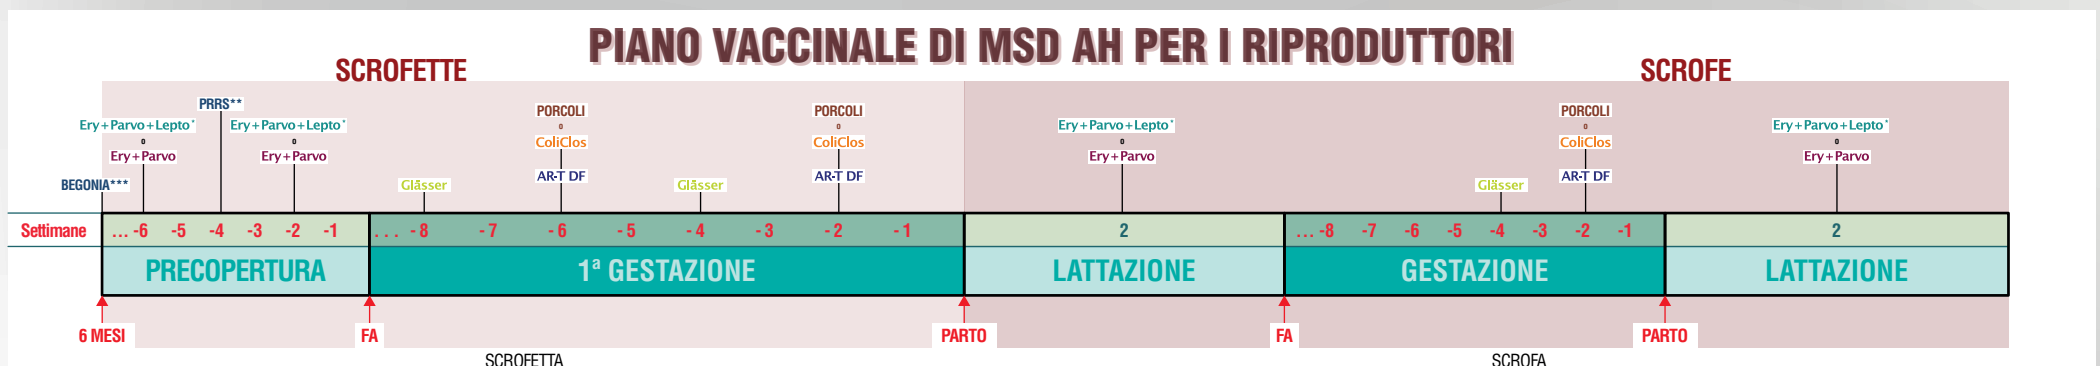 PIANO VACCINALE DI MSD AH PER I RIPRODUTTORI
SCROFETTE
SCROFE
BEGONIA***
Ery+Parvo+Lepto*
o
Ery+Parvo
PRRS**
Ery+Parvo+Lepto*
o
Ery+Parvo
Glässer
PORCOLI
o
ColiClos
AR-T DF
Glässer
PORCOLI
o
ColiClos
AR-T DF
Ery+Parvo+Lepto*
o
Ery+Parvo
Glässer
PORCOLI
o
ColiClos
AR-T DF
Ery+Parvo+Lepto*
o
Ery+Parvo
Settimane ... -6 -5 -4 -3 -2 -1 ... -8 -7 -6 -5 -4 -3 -2 -1 2 ... -8 -7 -6 -5 -4 -3 -2 -1 2
PRECOPERTURA 1ª GESTAZIONE LATTAZIONE GESTAZIONE LATTAZIONE
6 MESI FA PARTO FA PARTO
SCROFETTA SCROFA